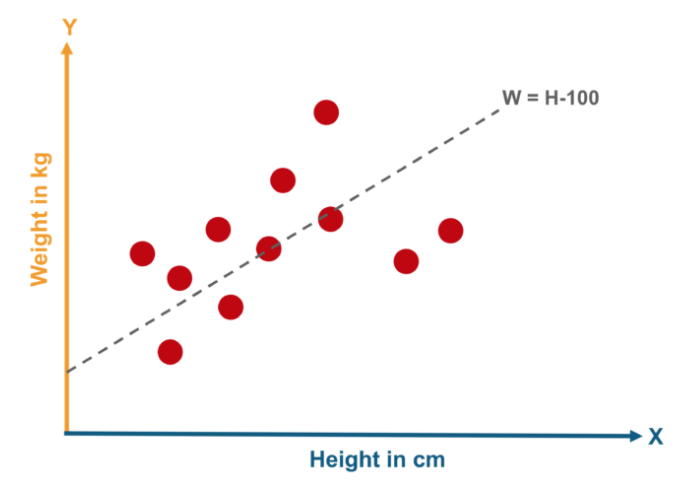 Y
W = H-100
Weight in kg
X
Height in cm